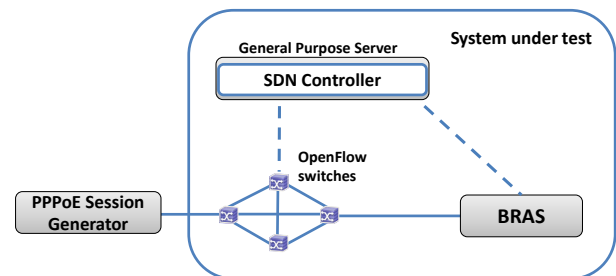 System under test
General Purpose Server
SDN Controller
OpenFlow
switches
PPPoE Session
Generator
BRAS